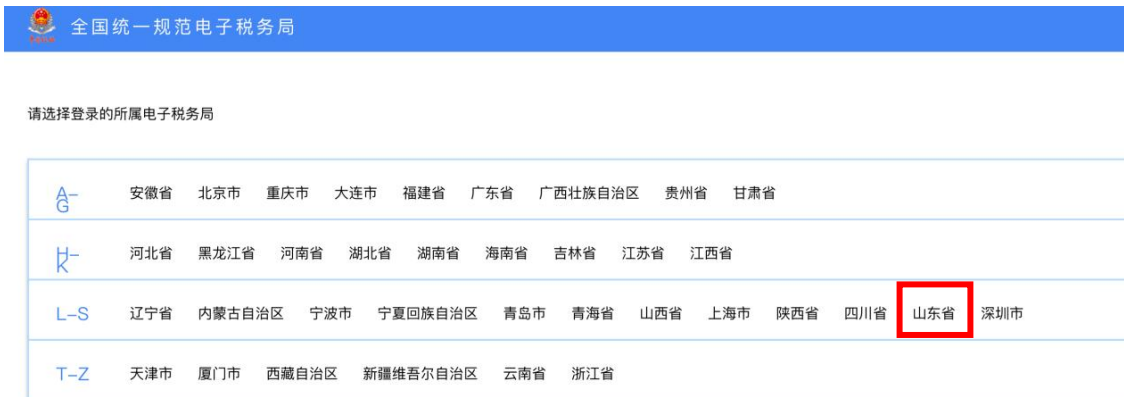 全国统一规范电子税务局
请选择登录的所属电子税务局
A-G 安徽省 北京市 重庆市 大连市 福建省 广东省 广西壮族自治区 贵州省 甘肃省
H-K 河北省 黑龙江省 河南省 湖北省 湖南省 海南省 吉林省 江苏省 江西省
L-S 辽宁省 内蒙古自治区 宁波市 宁夏回族自治区 青岛市 青海省 山西省 上海市 陕西省 四川省 山东省 深圳市
T-Z 天津市 厦门市 西藏自治区 新疆维吾尔自治区 云南省 浙江省